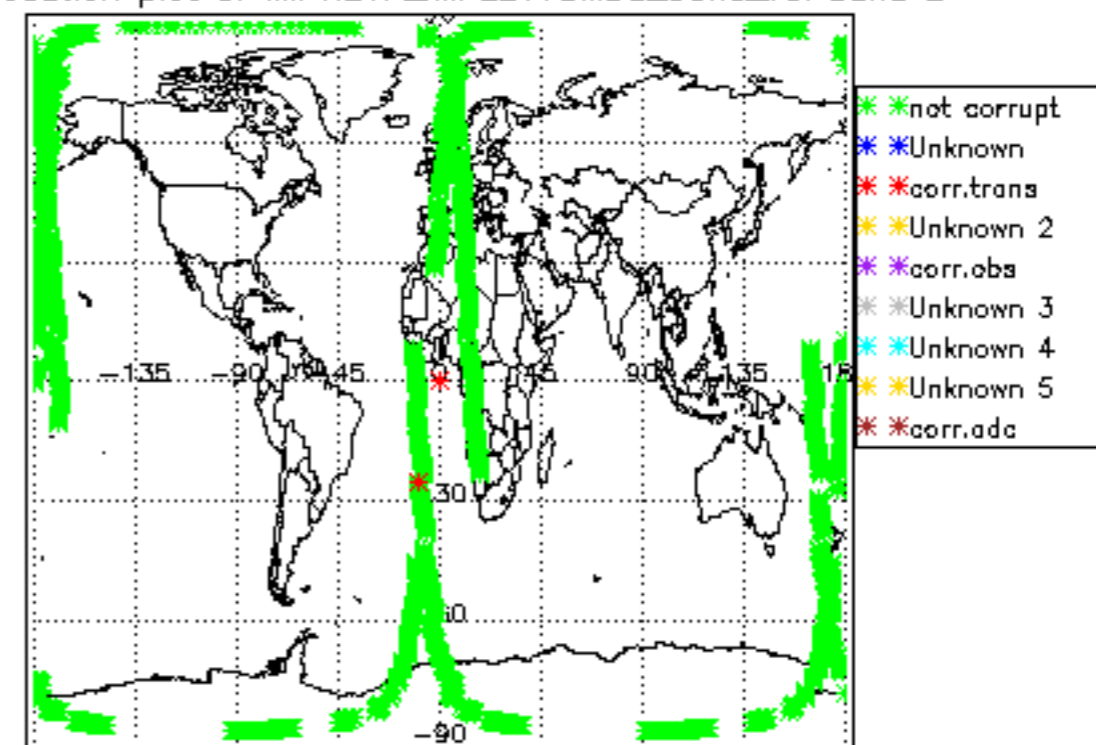 not corrupt
Unknown
corr.trans
Unknown 2
corr.obs
Unknown 3
-135 -90 45 45 90 135
Unknown 4
Unknown 5
corr.adc
30
-90